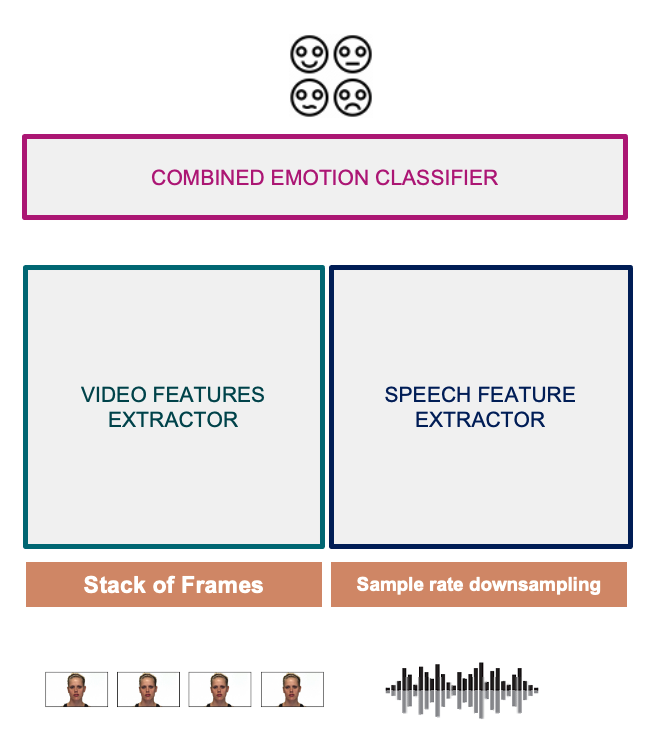 COMBINED EMOTION CLASSIFIER
VIDEO FEATURES
EXTRACTOR
SPEECH FEATURE
EXTRACTOR
Stack of Frames
Sample rate downsampling